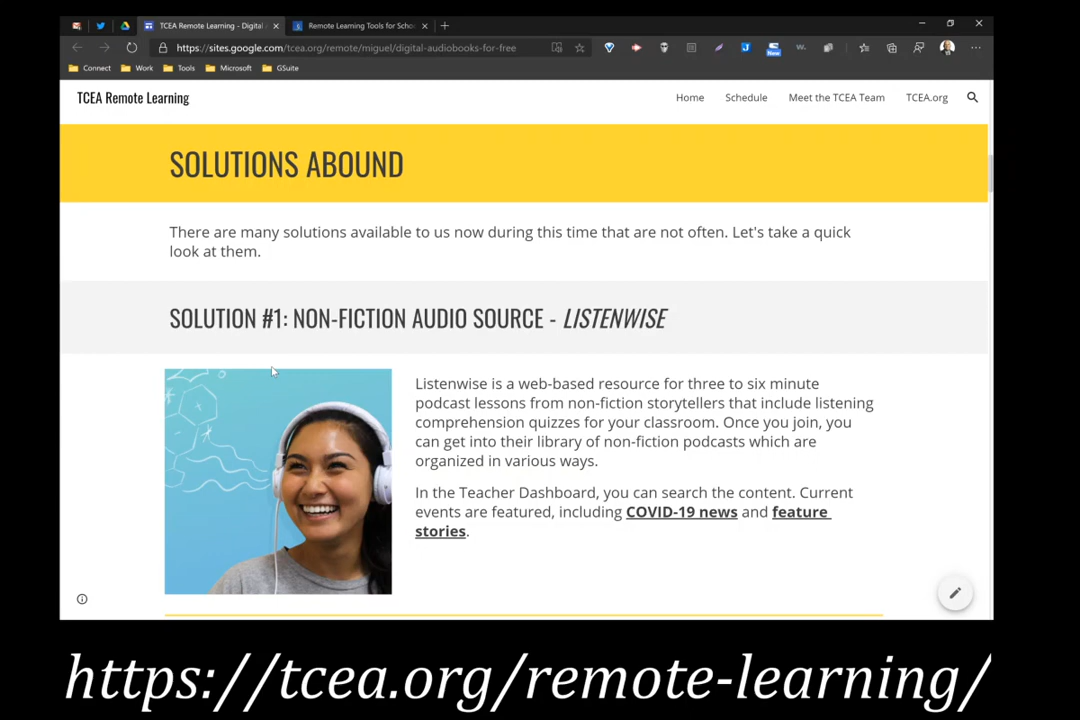 TCEA Remote Learning - Digital
Remote Learning Tools for Scho
https://sites.google.com/tcea.org/remote/miguel/digital-audiobooks-for-free
Connect Work Tools Microsoft GSuite
TCEA Remote Learning
Home Schedule Meet the TCEA Team TCEA.org
SOLUTIONS ABOUND
There are many solutions available to us now during this time that are not often. Let's take a quick
look at them.
SOLUTION #1: NON-FICTION AUDIO SOURCE - LISTENWISE
Listenwise is a web-based resource for three to six minute
podcast lessons from non-fiction storytellers that include listening
comprehension quizzes for your classroom. Once you join, you
can get into their library of non-fiction podcasts which are
organized in various ways.
In the Teacher Dashboard, you can search the content. Current
events are featured, including COVID-19 news and feature
stories.
https://tcea.org/remote-learning/